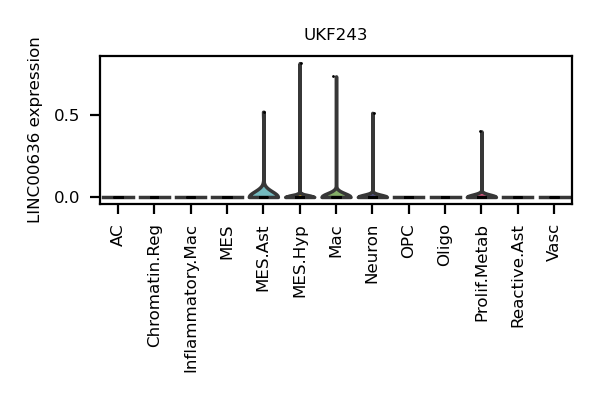 UKF243
LINC00636 expression
0.5
0.0
AC
Chromatin.Reg
Inflammatory.Mac
MES
MES.Ast
MES.Hyp
Mac
Neuron
OPC
Oligo
Prolif.Metab
Reactive.Ast
Vasc